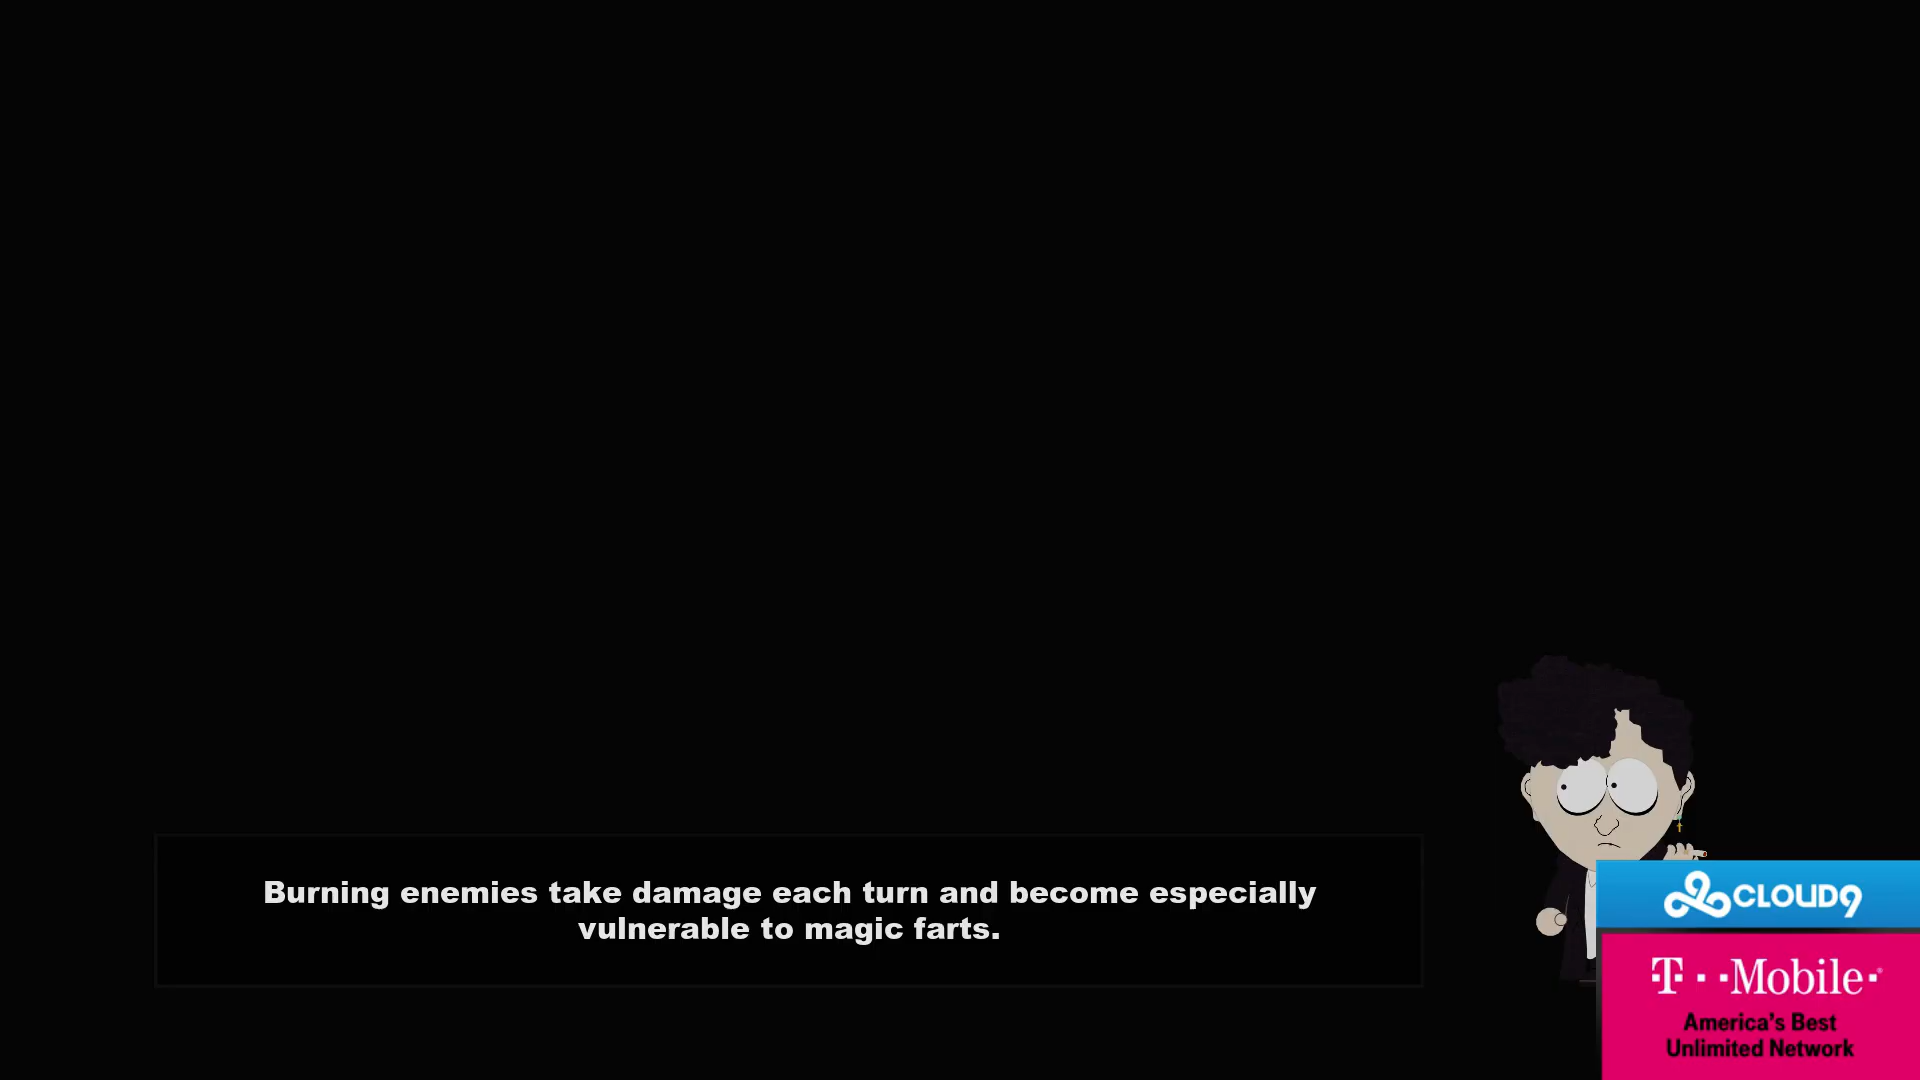 Burning enemies take damage each turn and become especially
vulnerable to magic farts.
CLOUD9
T··Mobile·®
America's Best
Unlimited Network